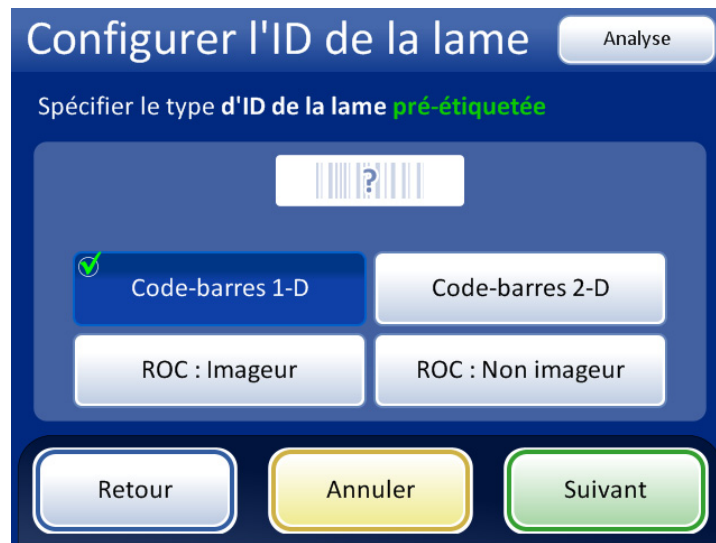 Configurer l'ID de la lame
Analyse
Spécifier le type d'ID de la lame pré-étiquetée
?
Code-barres 1-D
Code-barres 2-D
ROC : Imageur
ROC : Non imageur
Retour
Annuler
Suivant